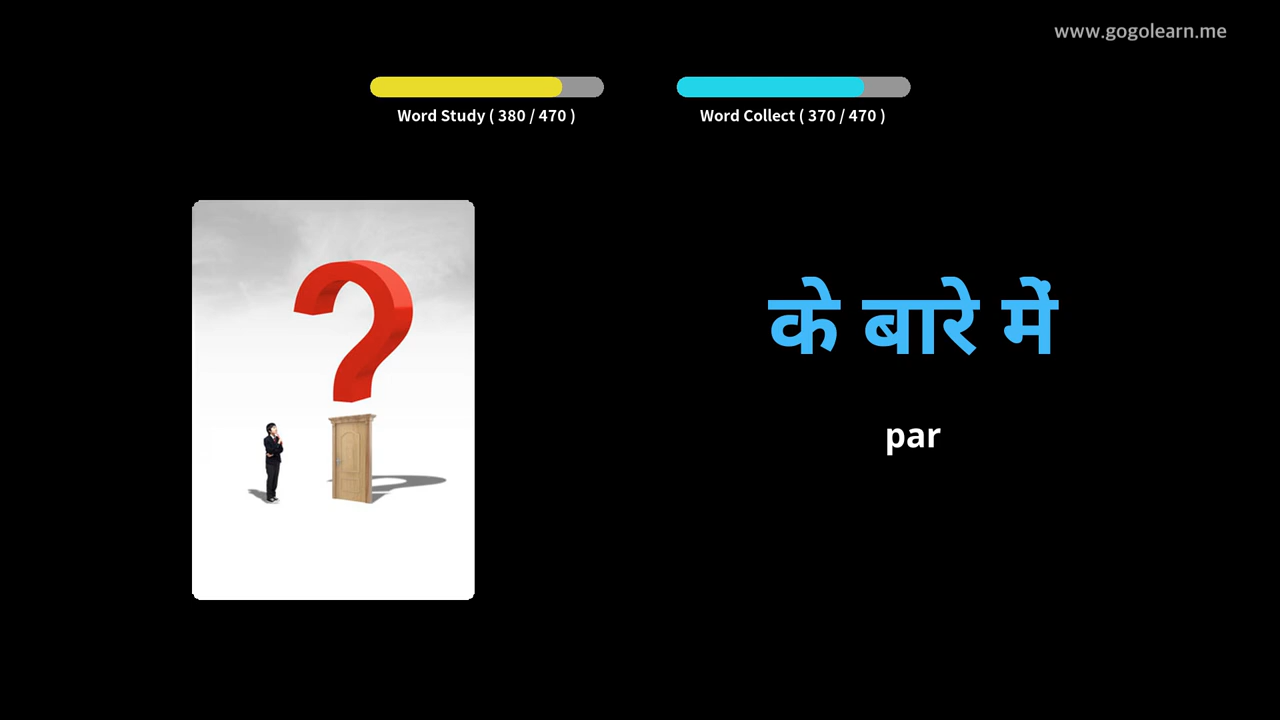 www.gogolearn.me
Word Study ( 380 / 470 )
Word Collect ( 370 / 470 )
के बारे में
par